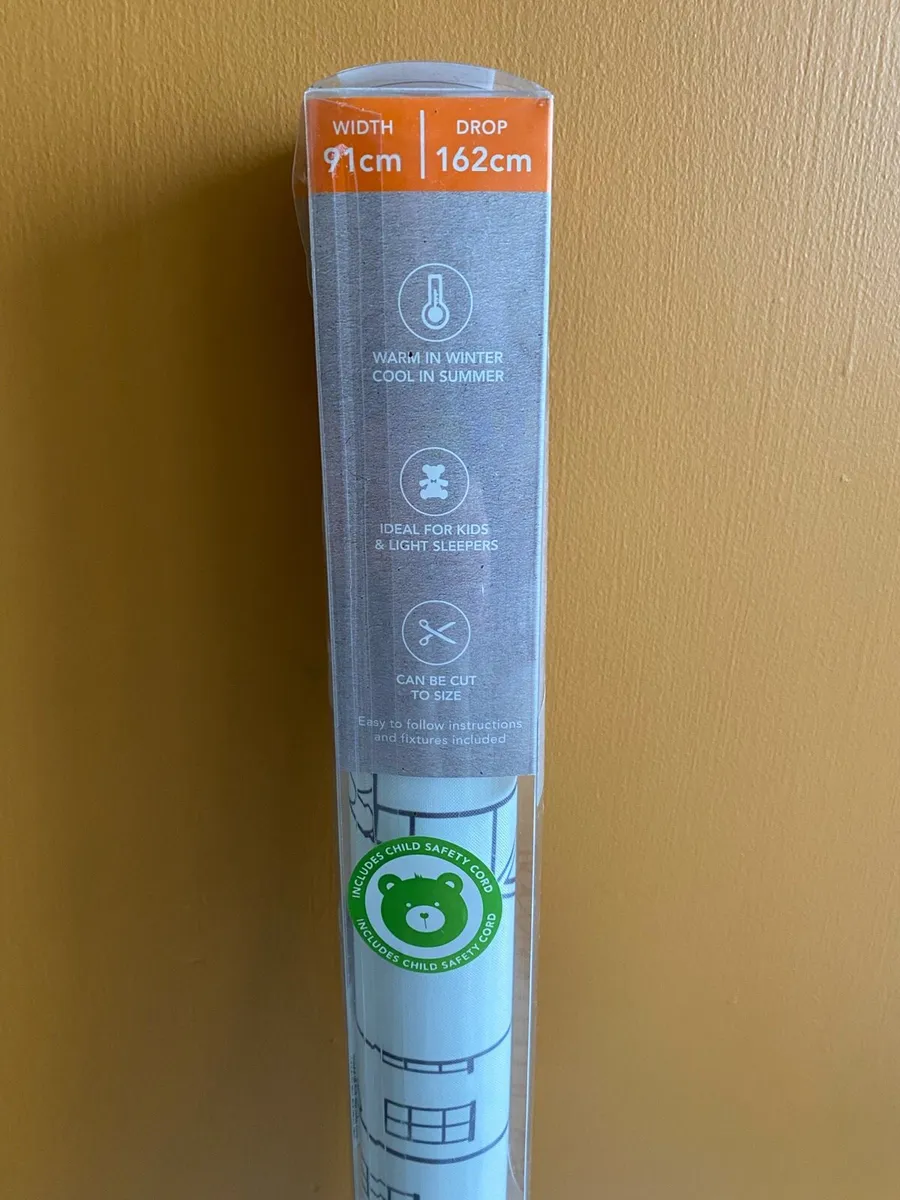 WIDTH
91cm
DROP
162cm
WARM IN WINTER
COOL IN SUMMER
IDEAL FOR KIDS
& LIGHT SLEEPERS
CAN BE CUT
TO SIZE
Easy to follow instructions
and fixtures included
INCLUDES CHILD SAFETY CORD
INCLUDES CHILD SAFETY CORD